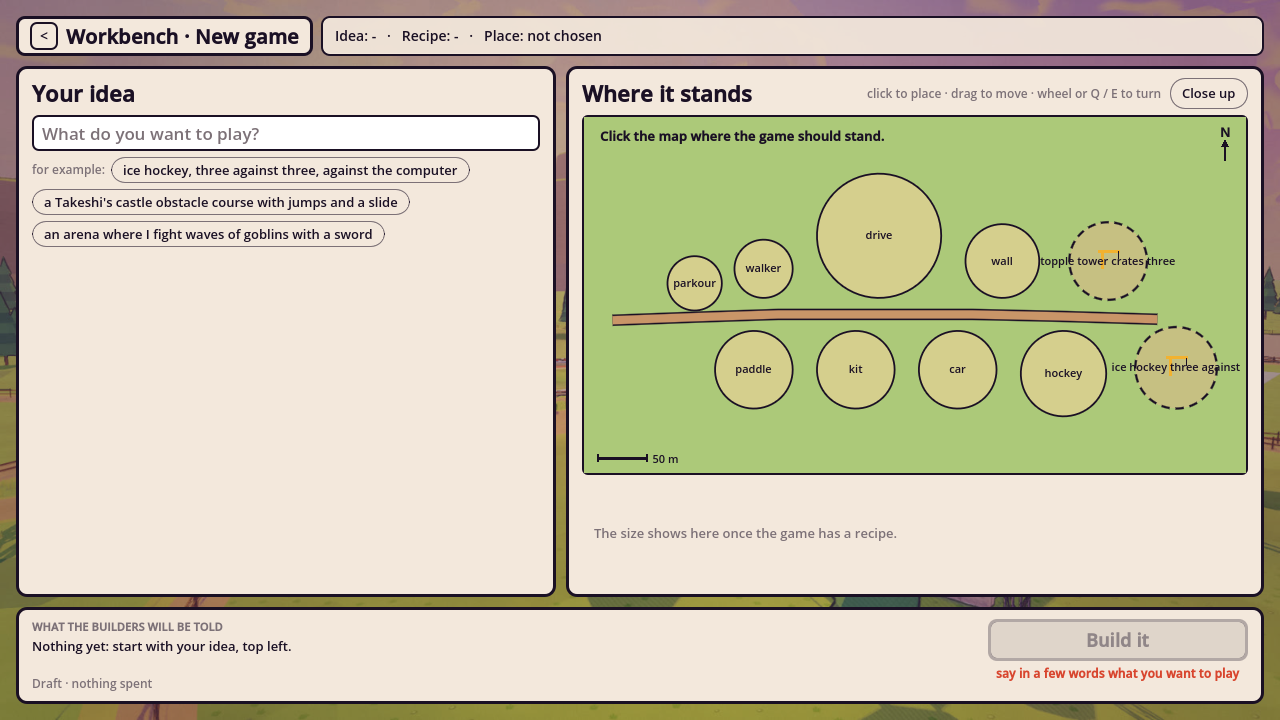 < Workbench · New game
Idea: - · Recipe: - · Place: not chosen
Your idea
What do you want to play?
for example: ice hockey, three against three, against the computer
a Takeshi's castle obstacle course with jumps and a slide
an arena where I fight waves of goblins with a sword
Where it stands
click to place · drag to move · wheel or Q / E to turn
Close up
Click the map where the game should stand.
N
drive
parkour
walker
wall
topple tower crates three
paddle
kit
car
hockey
ice hockey three against
50 m
The size shows here once the game has a recipe.
WHAT THE BUILDERS WILL BE TOLD
Nothing yet: start with your idea, top left.
Draft · nothing spent
Build it
say in a few words what you want to play